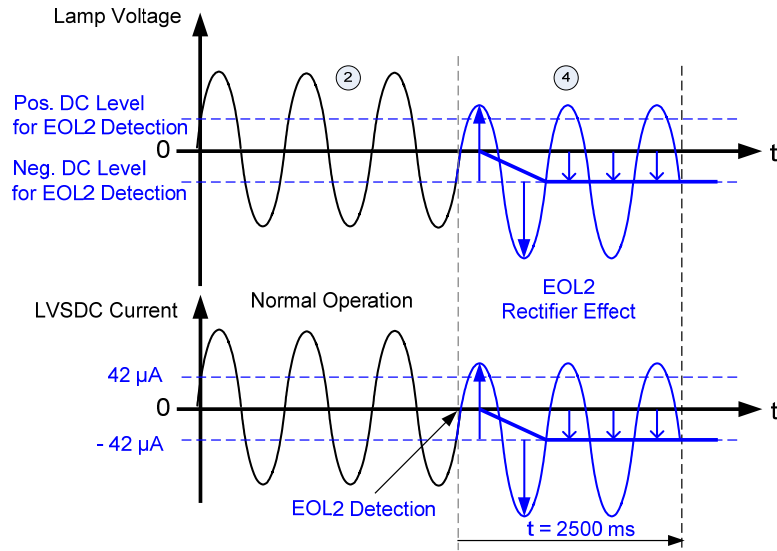 Lamp Voltage
2
4
Pos. DC Level
for EOL2 Detection
0
t
Neg. DC Level
for EOL2 Detection
EOL2
Rectifier Effect
LVSDC Current
Normal Operation
42 µA
0
t
- 42 µA
EOL2 Detection
t = 2500 ms